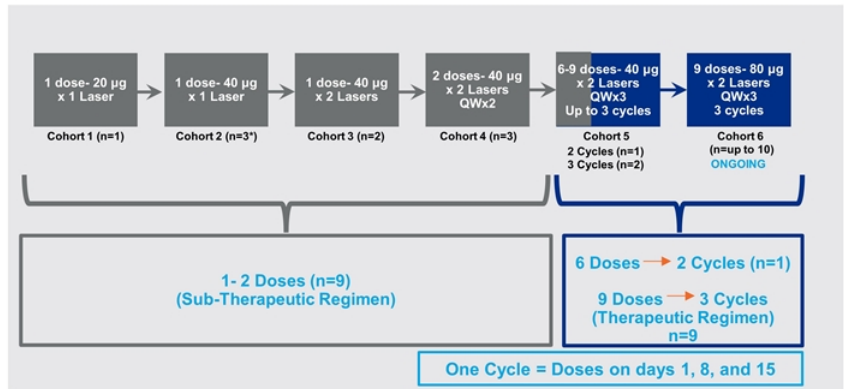 1 dose- 20 µg
x 1 Laser
1 dose- 40 µg
x 1 Laser
1 dose- 40 µg
x 2 Lasers
2 doses- 40 µg
x 2 Lasers
QWx2
6-9 doses- 40 µg
x 2 Lasers
QWx3
Up to 3 cycles
9 doses- 80 µg
x 2 Lasers
QWx3
3 cycles
Cohort 1 (n=1)
Cohort 2 (n=3*)
Cohort 3 (n=2)
Cohort 4 (n=3)
Cohort 5
2 Cycles (n=1)
3 Cycles (n=2)
Cohort 6
(n=up to 10)
ONGOING
1- 2 Doses (n=9)
(Sub-Therapeutic Regimen)
6 Doses → 2 Cycles (n=1)
9 Doses → 3 Cycles
(Therapeutic Regimen)
n=9
One Cycle = Doses on days 1, 8, and 15